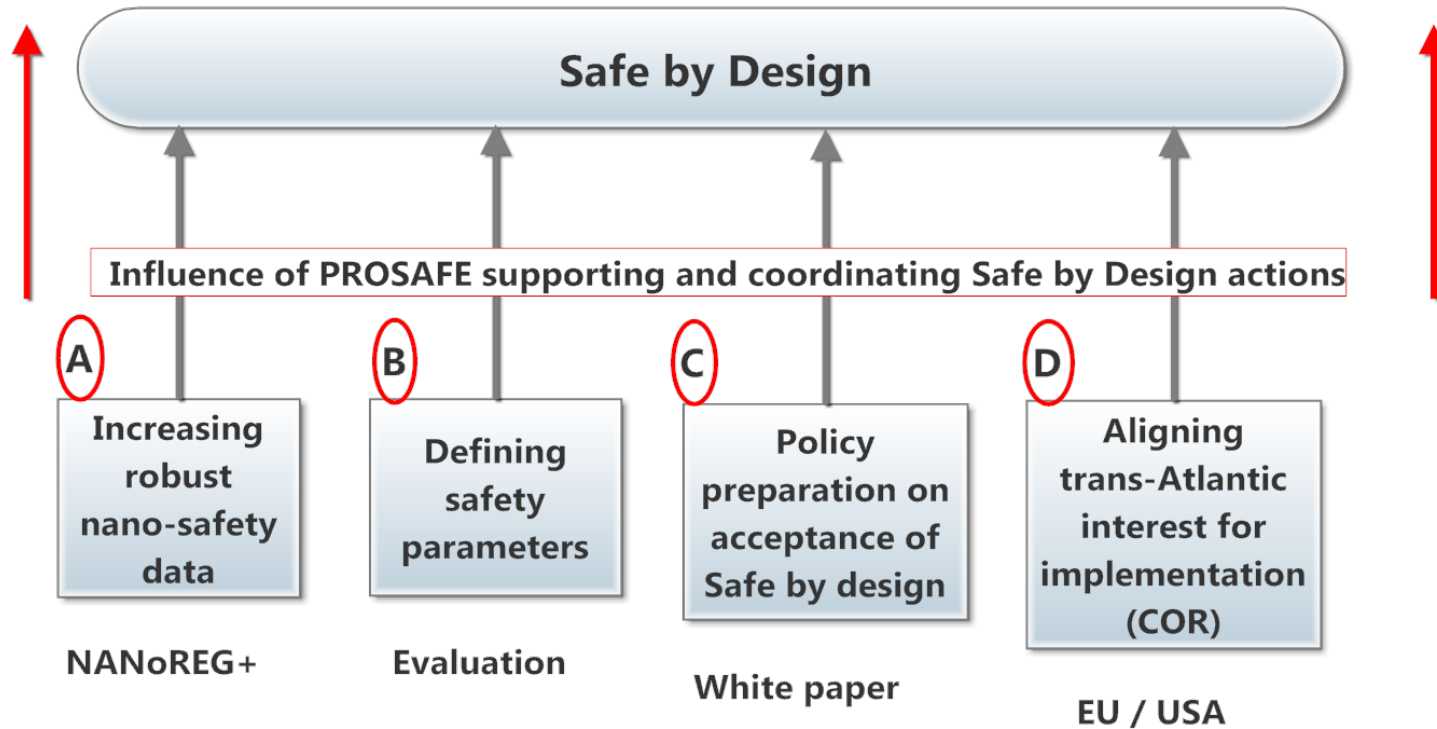 Safe by Design
Influence of PROSAFE supporting and coordinating Safe by Design actions
A
Increasing
robust
nano-safety
data
NANoREG+
B
Defining
safety
parameters
Evaluation
C
Policy
preparation on
acceptance of
Safe by design
White paper
D
Aligning
trans-Atlantic
interest for
implementation
(COR)
EU / USA